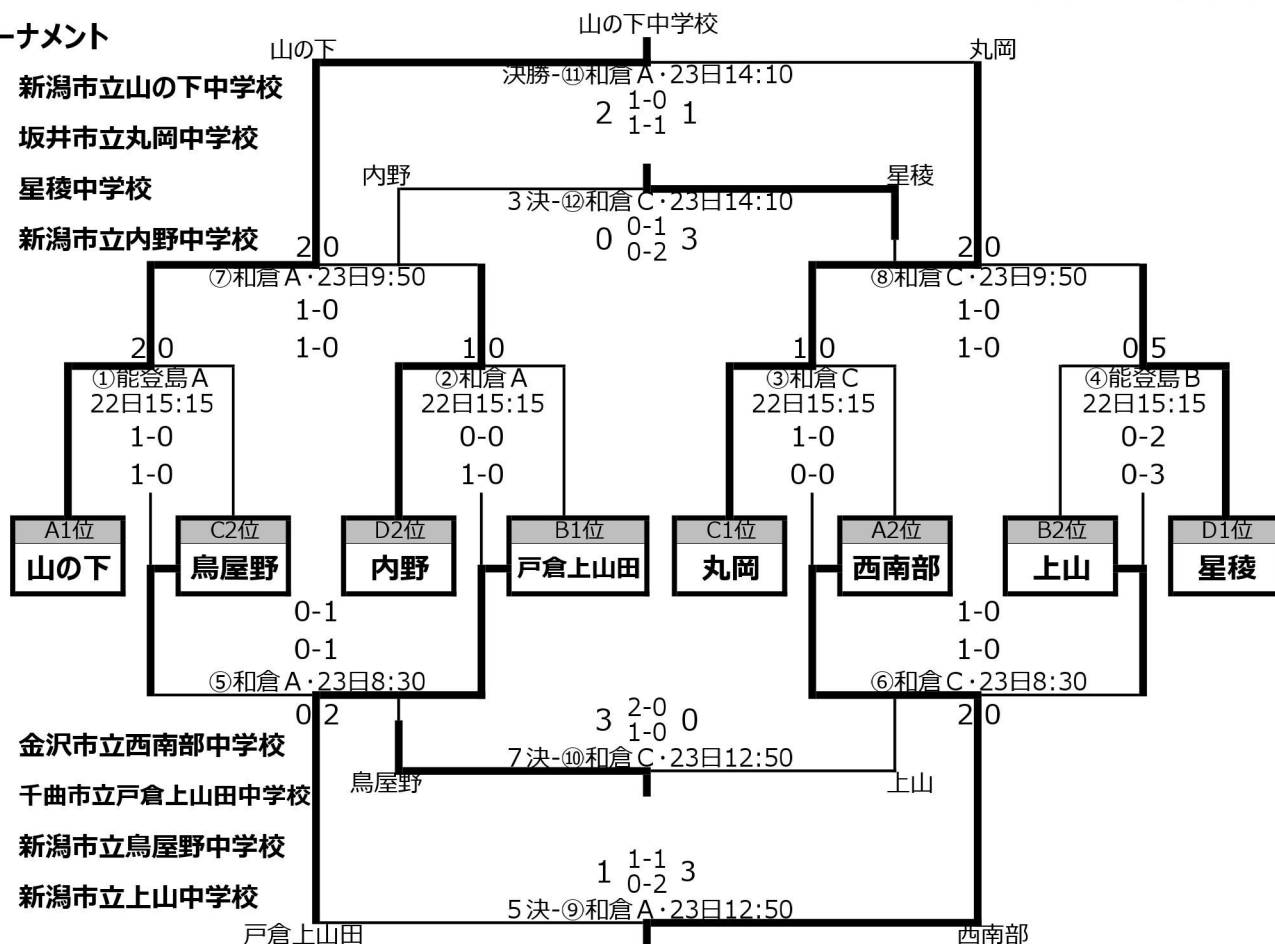 ーナメント
山の下中学校
山の下
丸岡
決勝-⑪和倉A・23日14:10
新潟市立山の下中学校
2 1-0 1
1-1
坂井市立丸岡中学校
内野
星稜
星稜中学校
3決-⑫和倉C・23日14:10
0 0-1 3
0-2
新潟市立内野中学校
2 0
2 0
⑦和倉A・23日9:50
⑧和倉C・23日9:50
1-0
1-0
1-0
1-0
2 0
1 0
1 0
0 5
①能登島A
②和倉A
③和倉C
④能登島B
22日15:15
22日15:15
22日15:15
22日15:15
1-0
0-0
1-0
0-2
1-0
1-0
0-0
0-3
A1位
C2位
D2位
B1位
C1位
A2位
B2位
D1位
山の下
鳥屋野
内野
戸倉上山田
丸岡
西南部
上山
星稜
0-1
1-0
0-1
1-0
⑤和倉A・23日8:30
⑥和倉C・23日8:30
0 2
2 0
3 2-0 0
1-0
金沢市立西南部中学校
7決-⑩和倉C・23日12:50
鳥屋野
上山
千曲市立戸倉上山田中学校
新潟市立鳥屋野中学校
1 1-1 3
0-2
新潟市立上山中学校
5決-⑨和倉A・23日12:50
戸倉上山田
西南部